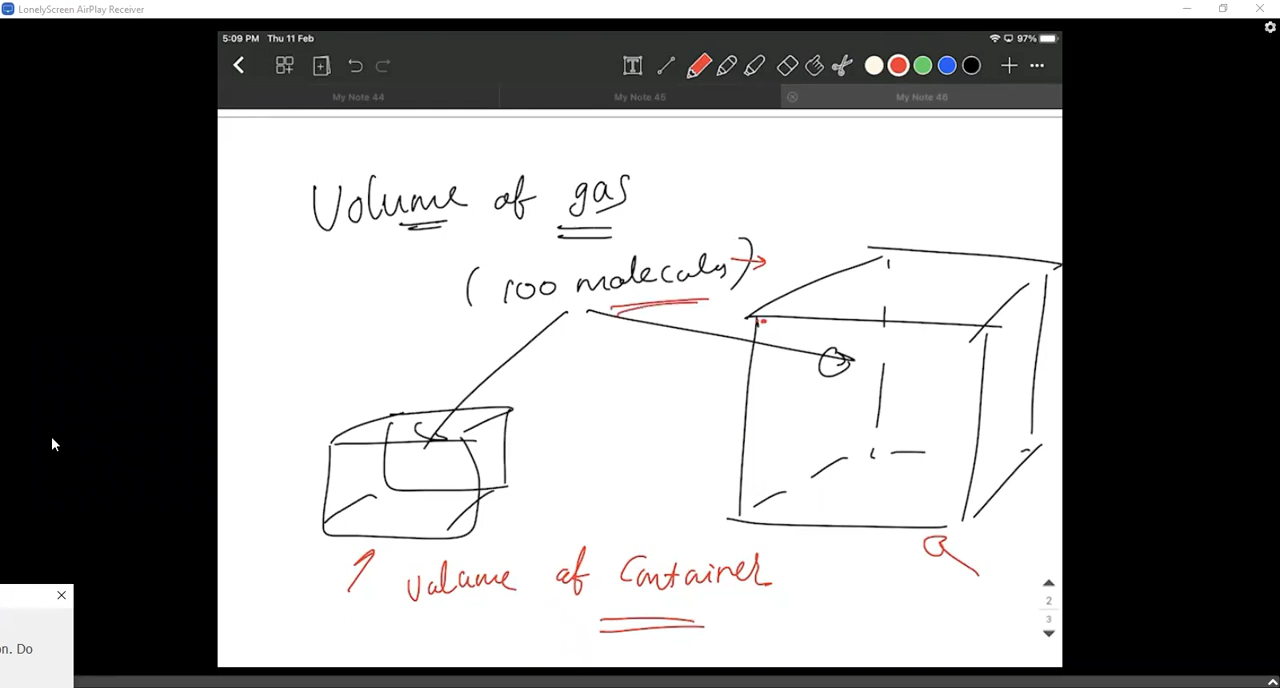 LonelyScreen AirPlay Receiver
5:09 PM Thu 11 Feb
97%
My Note 44
My Note 45
My Note 46
Volume of gas
(100 molecules)
Volume of Container
2
3
on. Do